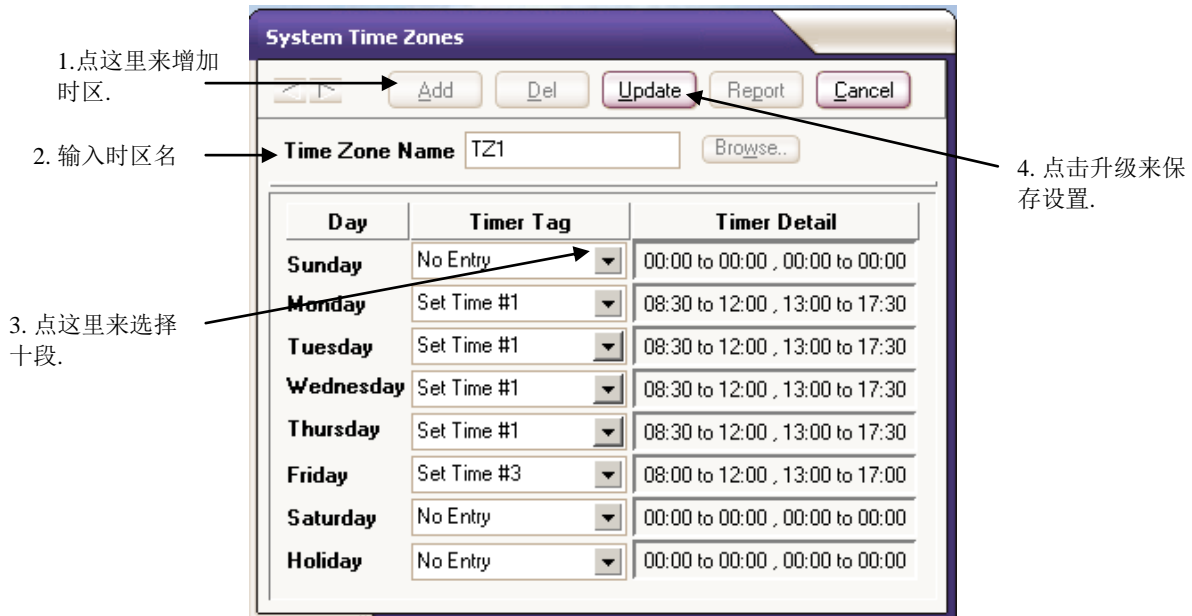 System Time Zones
1.点这里来增加
时区.
Add Del Update Report Cancel
2. 输入时区名
Time Zone Name TZ1 Browse..
4. 点击升级来保
存设置.
Day Timer Tag Timer Detail
Sunday No Entry 00:00 to 00:00 , 00:00 to 00:00
Monday Set Time #1 08:30 to 12:00 , 13:00 to 17:30
3. 点这里来选择
十段.
Tuesday Set Time #1 08:30 to 12:00 , 13:00 to 17:30
Wednesday Set Time #1 08:30 to 12:00 , 13:00 to 17:30
Thursday Set Time #1 08:30 to 12:00 , 13:00 to 17:30
Friday Set Time #3 08:00 to 12:00 , 13:00 to 17:00
Saturday No Entry 00:00 to 00:00 , 00:00 to 00:00
Holiday No Entry 00:00 to 00:00 , 00:00 to 00:00